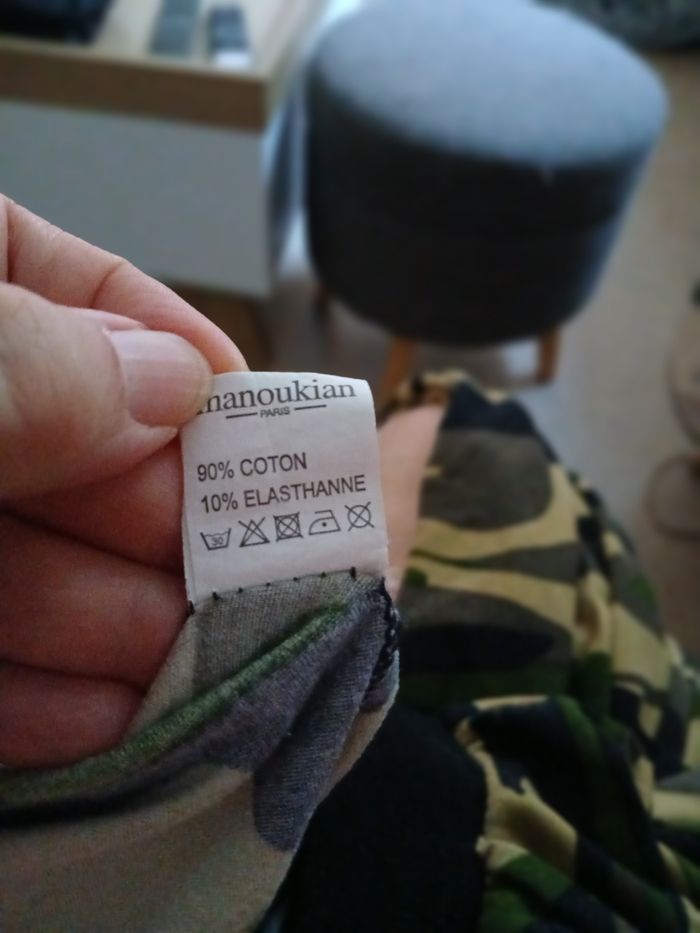 manoukian
PARIS
90% COTON
10% ELASTHANNE
30